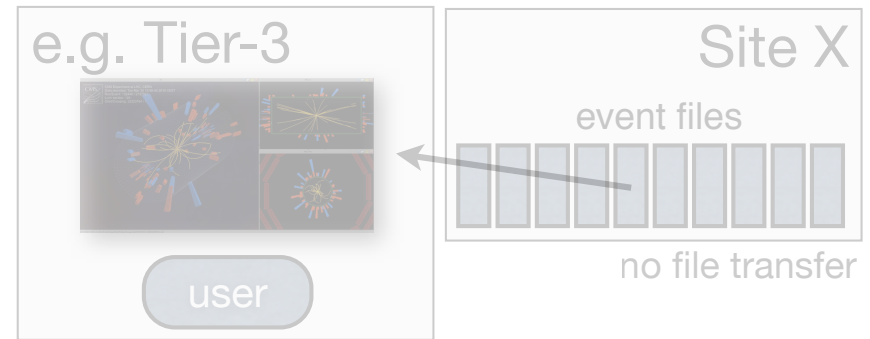 e.g. Tier-3
Site X
event files
no file transfer
user